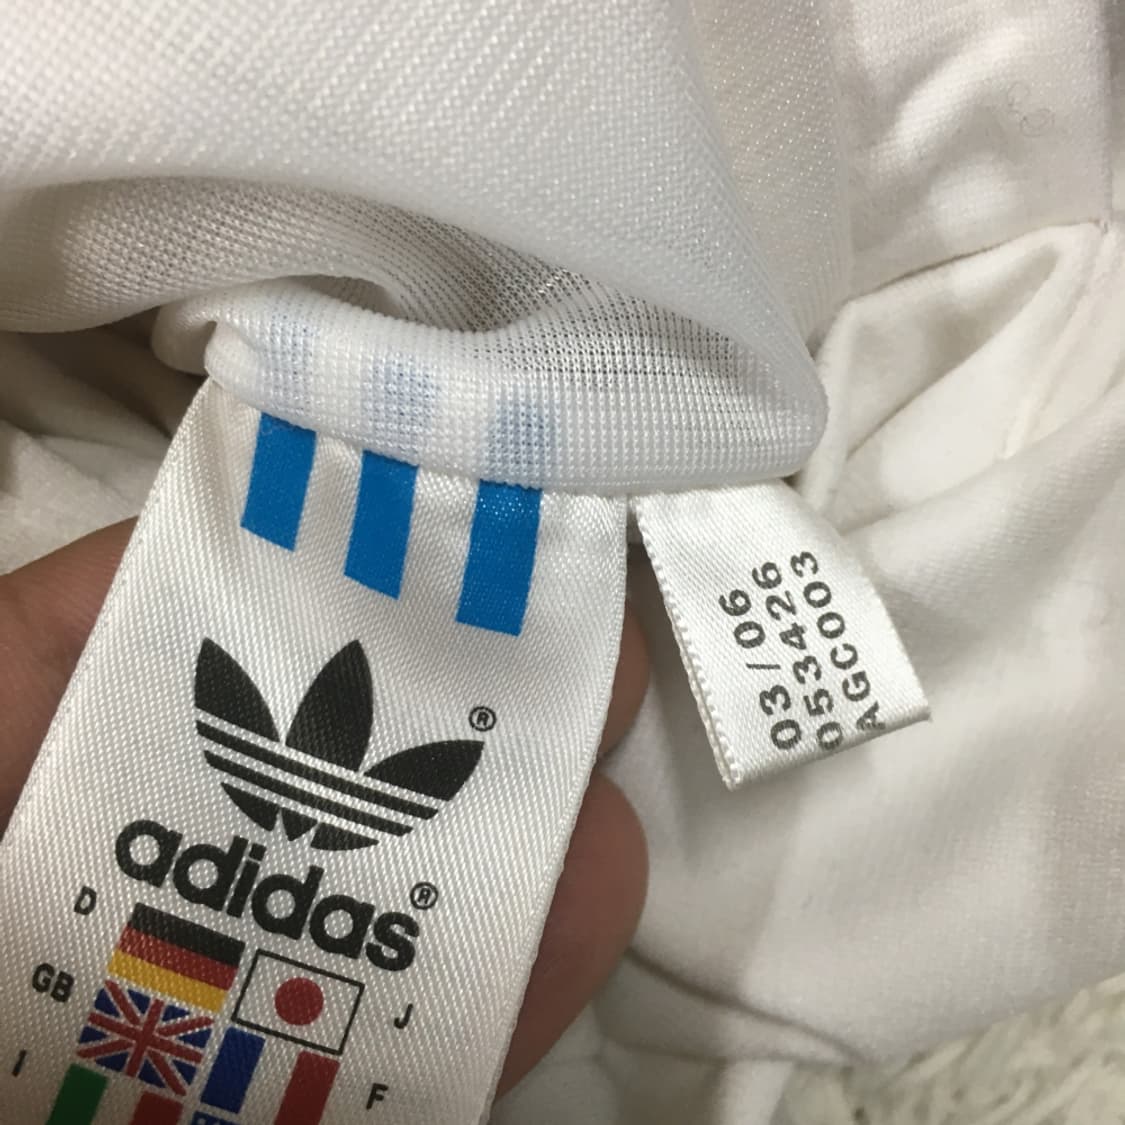 ®
adidas®
D
J
GB
I
F
03/06
053426
AGC003